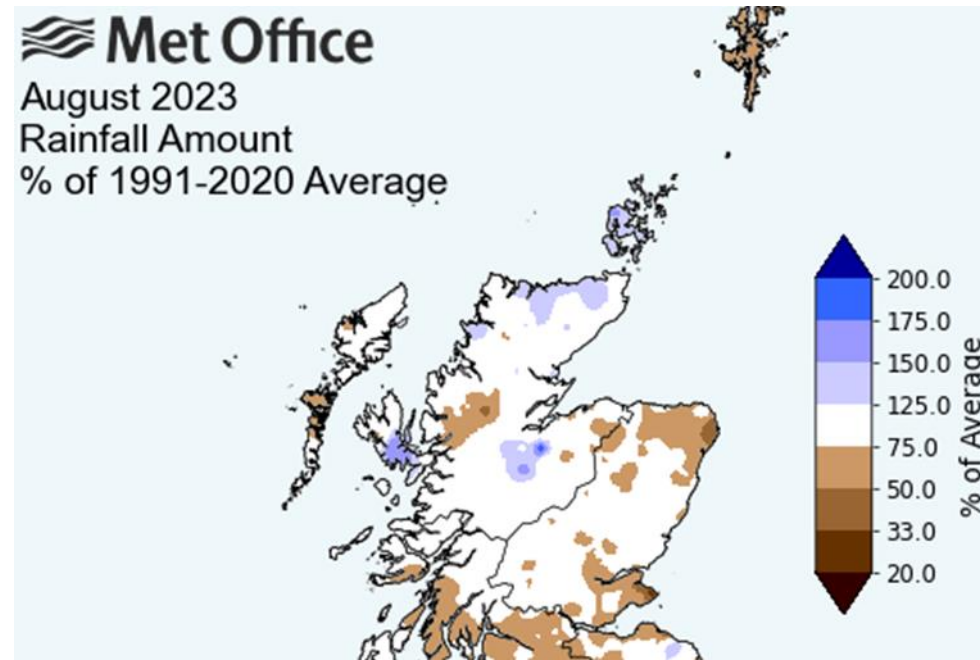 Met Office
August 2023
Rainfall Amount
% of 1991-2020 Average
200.0
175.0
150.0
125.0
75.0
50.0
33.0
20.0
% of Average